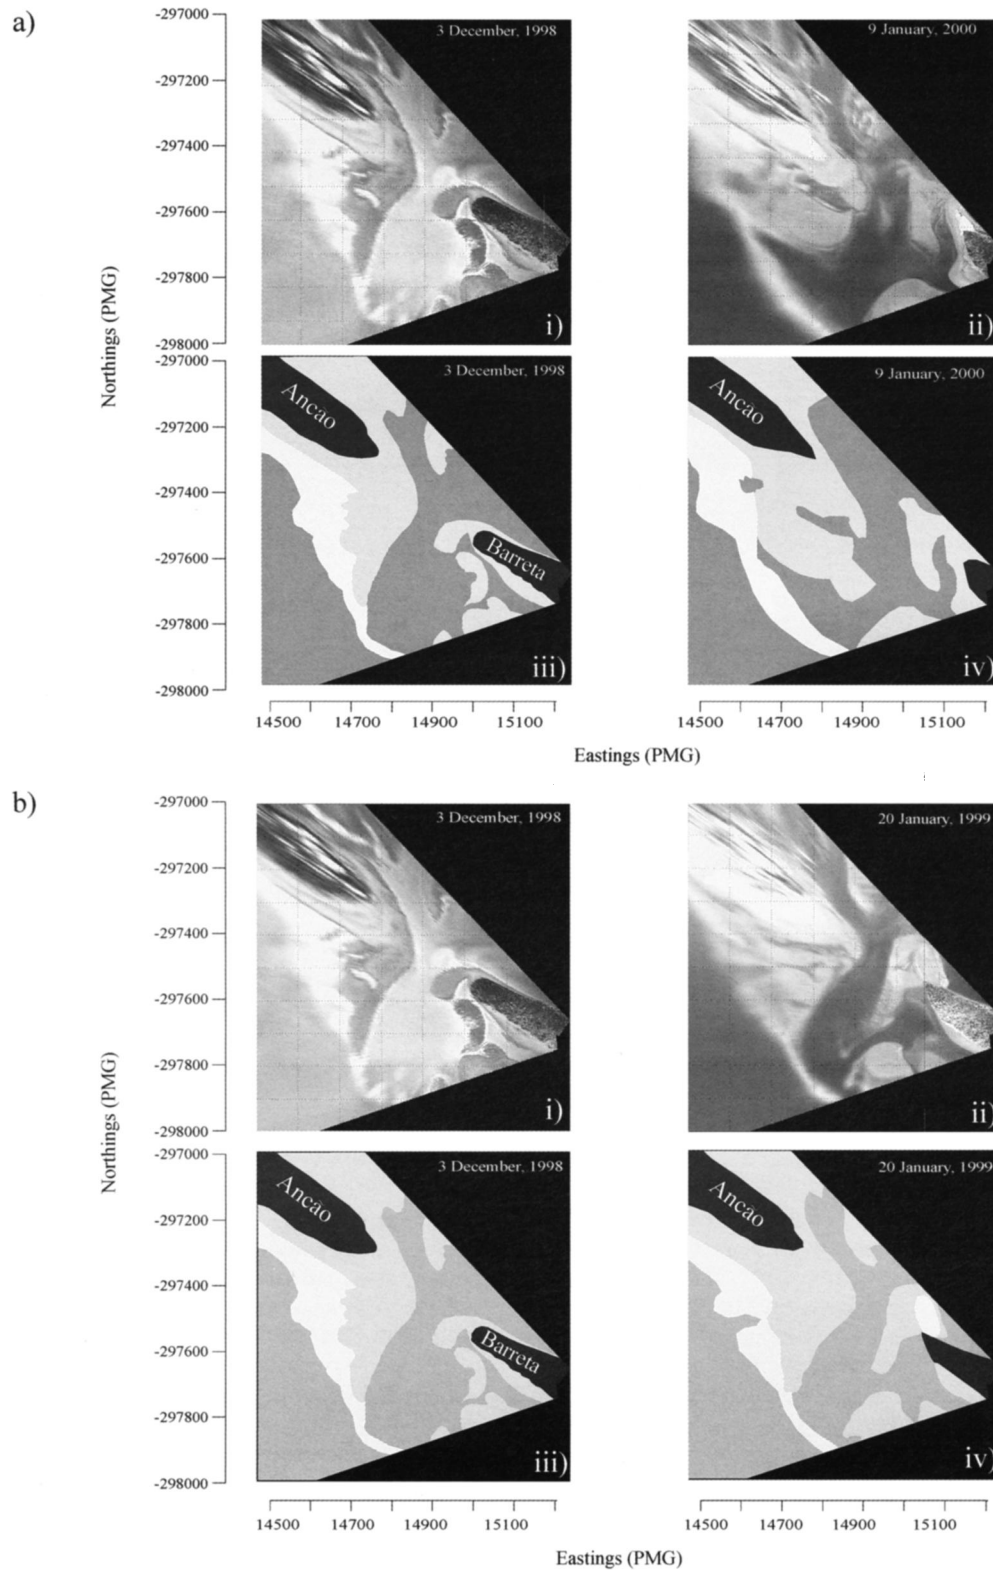 a)
-297000
-297200
-297400
-297600
-297800
-298000
Northings (PMG)
3 December, 1998
i)
9 January, 2000
ii)
-297000
-297200
-297400
-297600
-297800
-298000
3 December, 1998
Ancão
Barreta
iii)
9 January, 2000
Ancão
iv)
14500 14700 14900 15100
14500 14700 14900 15100
Eastings (PMG)
b)
-297000
-297200
-297400
-297600
-297800
-298000
Northings (PMG)
3 December, 1998
i)
20 January, 1999
ii)
-297000
-297200
-297400
-297600
-297800
-298000
3 December, 1998
Ancão
Barreta
iii)
20 January, 1999
Ancão
iv)
14500 14700 14900 15100
14500 14700 14900 15100
Eastings (PMG)